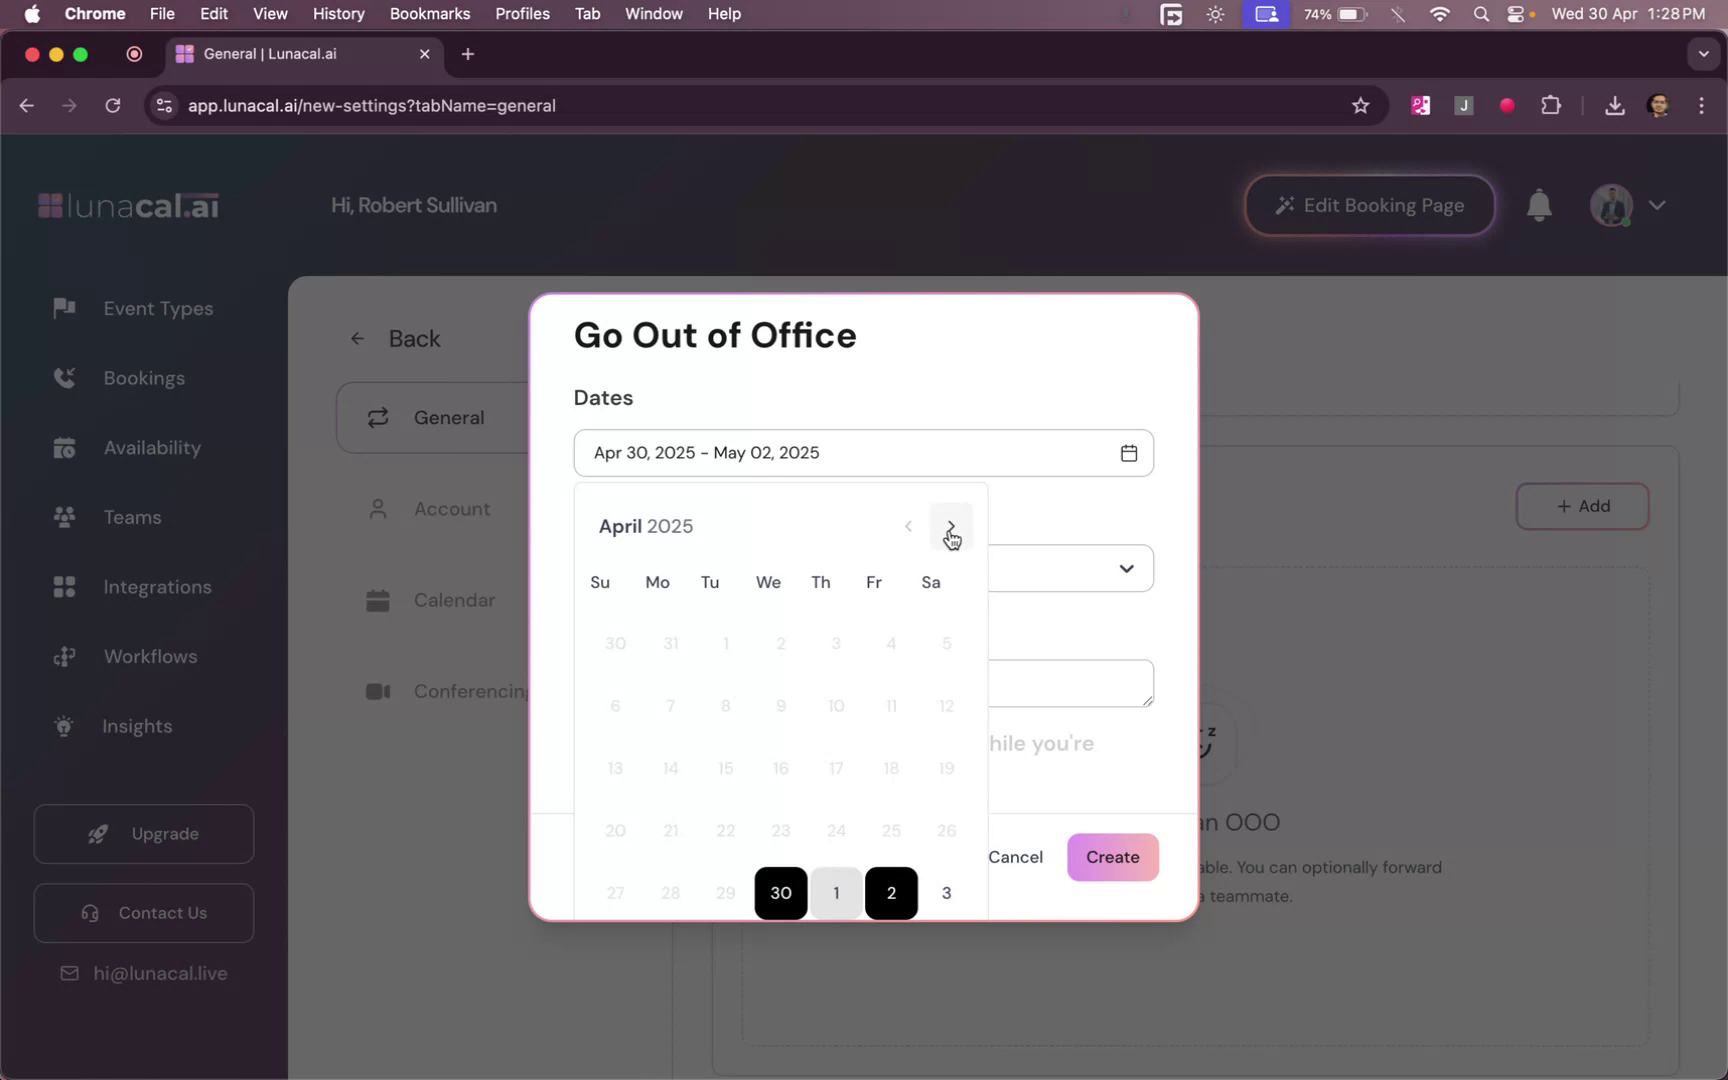 Chrome File Edit View History Bookmarks Profiles Tab Window Help 74% Wed 30 Apr 1:28 PM
General | Lunacal.ai
app.lunacal.ai/new-settings?tabName=general
J
lunacal.ai
Hi, Robert Sullivan
Edit Booking Page
Event Types
Bookings
Availability
Teams
Integrations
Workflows
Insights
Upgrade
Contact Us
hi@lunacal.live
Back
General
Account
Calendar
Conferencing
Go Out of Office
Dates
Apr 30, 2025 - May 02, 2025
April 2025
Su Mo Tu We Th Fr Sa
30 31 1 2 3 4 5
6 7 8 9 10 11 12
13 14 15 16 17 18 19
20 21 22 23 24 25 26
27 28 29 30 1 2 3
hile you're
Cancel
Create
+ Add
z
an OOO
able. You can optionally forward
a teammate.